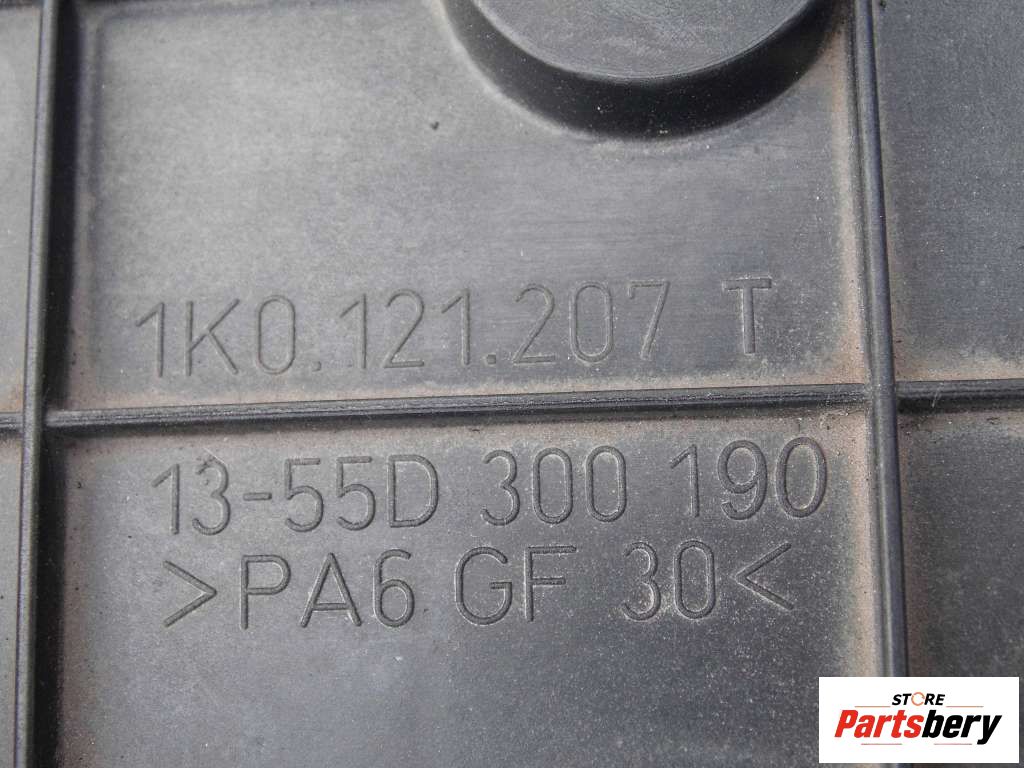 1K0.121.207 T
13-55D 300 190
>PA6 GF 30<
STORE
Partsbery